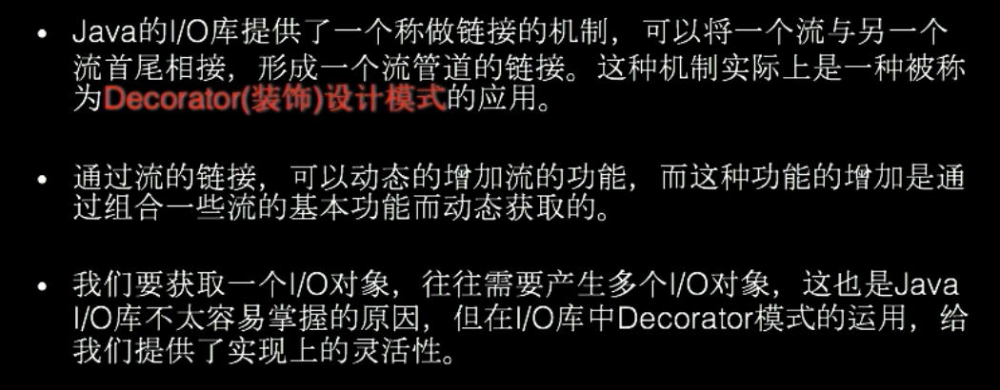 • Java的I/O库提供了一个称做链接的机制，可以将一个流与另一个
流首尾相接，形成一个流管道的链接。这种机制实际上是一种被称
为Decorator(装饰)设计模式的应用。
• 通过流的链接，可以动态的增加流的功能，而这种功能的增加是通
过组合一些流的基本功能而动态获取的。
• 我们要获取一个I/O对象，往往需要产生多个I/O对象，这也是Java
I/O库不太容易掌握的原因，但在I/O库中Decorator模式的运用，给
我们提供了实现上的灵活性。